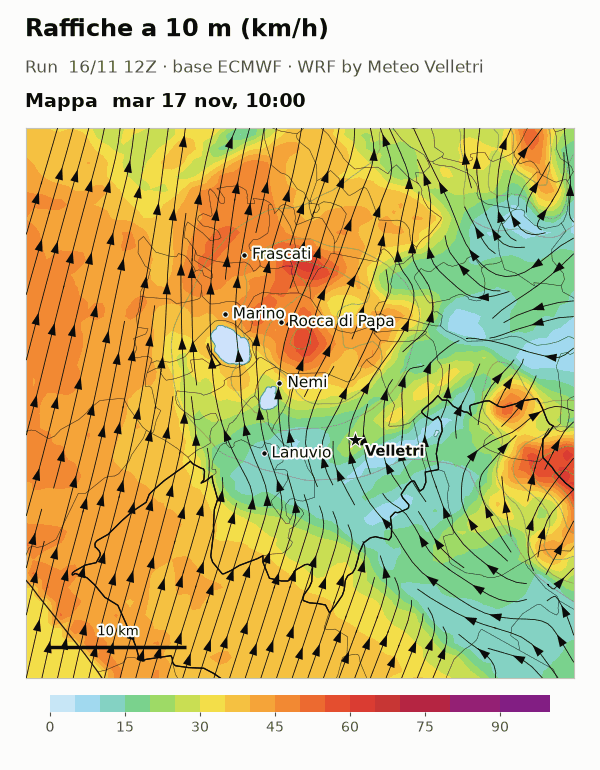 Raffiche a 10 m (km/h)
Run  16/11 12Z · base ECMWF · WRF by Meteo Velletri
Mappa  mar 17 nov, 10:00
Frascati
Marino
Rocca di Papa
Nemi
Velletri
Lanuvio
10 km
0 15 30 45 60 75 90